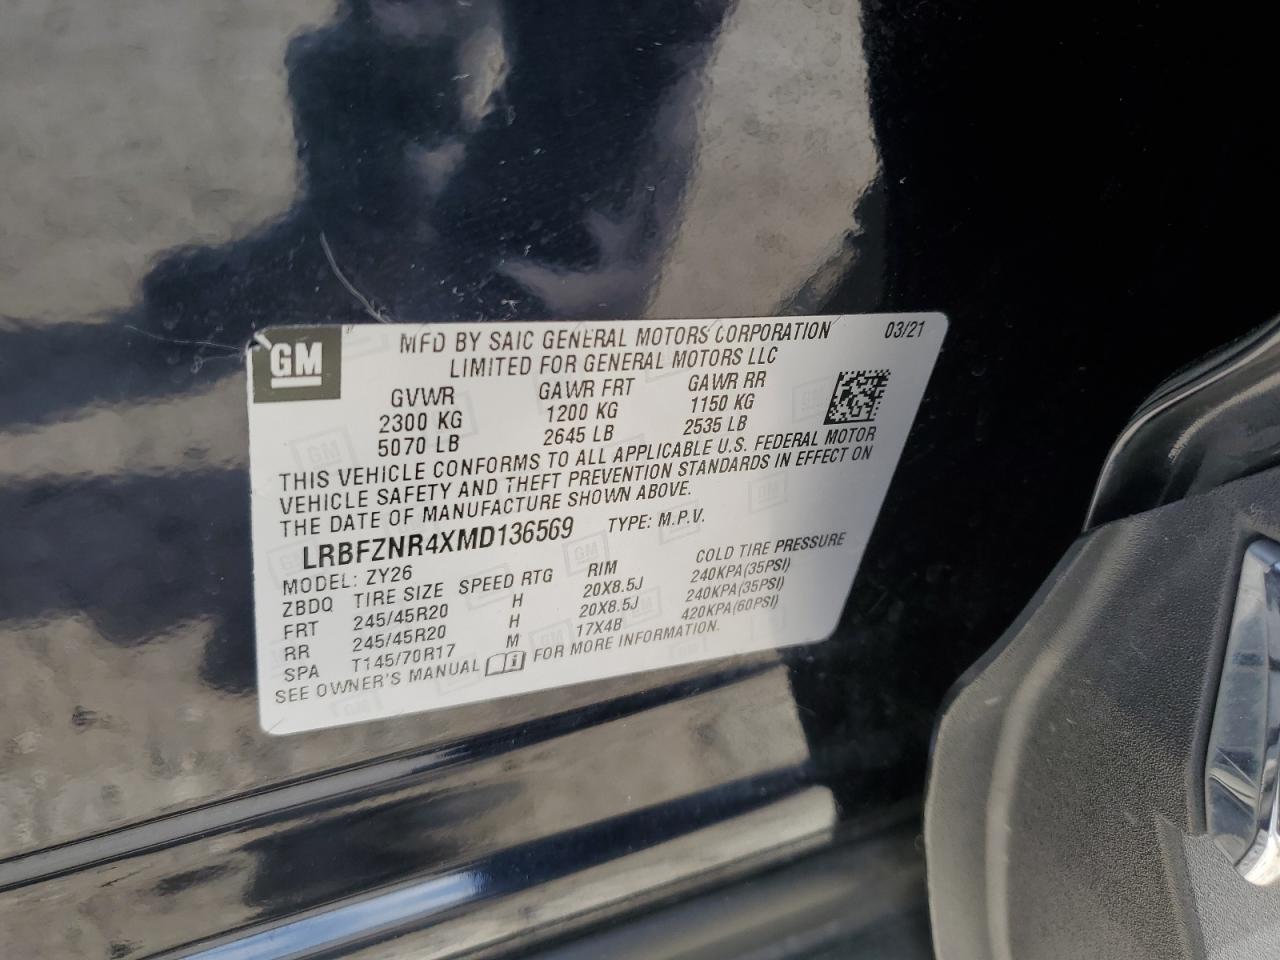 GM
MFD BY SAIC GENERAL MOTORS CORPORATION 03/21
LIMITED FOR GENERAL MOTORS LLC
GVWR GAWR FRT GAWR RR
2300 KG 1200 KG 1150 KG
5070 LB 2645 LB 2535 LB
THIS VEHICLE CONFORMS TO ALL APPLICABLE U.S. FEDERAL MOTOR
VEHICLE SAFETY AND THEFT PREVENTION STANDARDS IN EFFECT ON
THE DATE OF MANUFACTURE SHOWN ABOVE.
LRBFZNR4XMD136569 TYPE: M.P.V.
MODEL: ZY26
ZBDQ TIRE SIZE SPEED RTG RIM COLD TIRE PRESSURE
FRT 245/45R20 H 20X8.5J 240KPA(35PSI)
RR 245/45R20 H 20X8.5J 240KPA(35PSI)
SPA T145/70R17 M 17X4B 420KPA(60PSI)
SEE OWNER'S MANUAL FOR MORE INFORMATION.